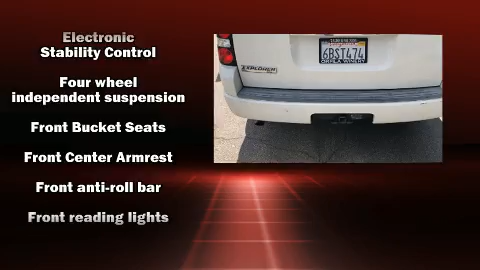 Electronic
Stability Control
Four wheel
independent suspension
Front Bucket Seats
Front Center Armrest
Front anti-roll bar
Front reading lights
EXPLORER
6BST474